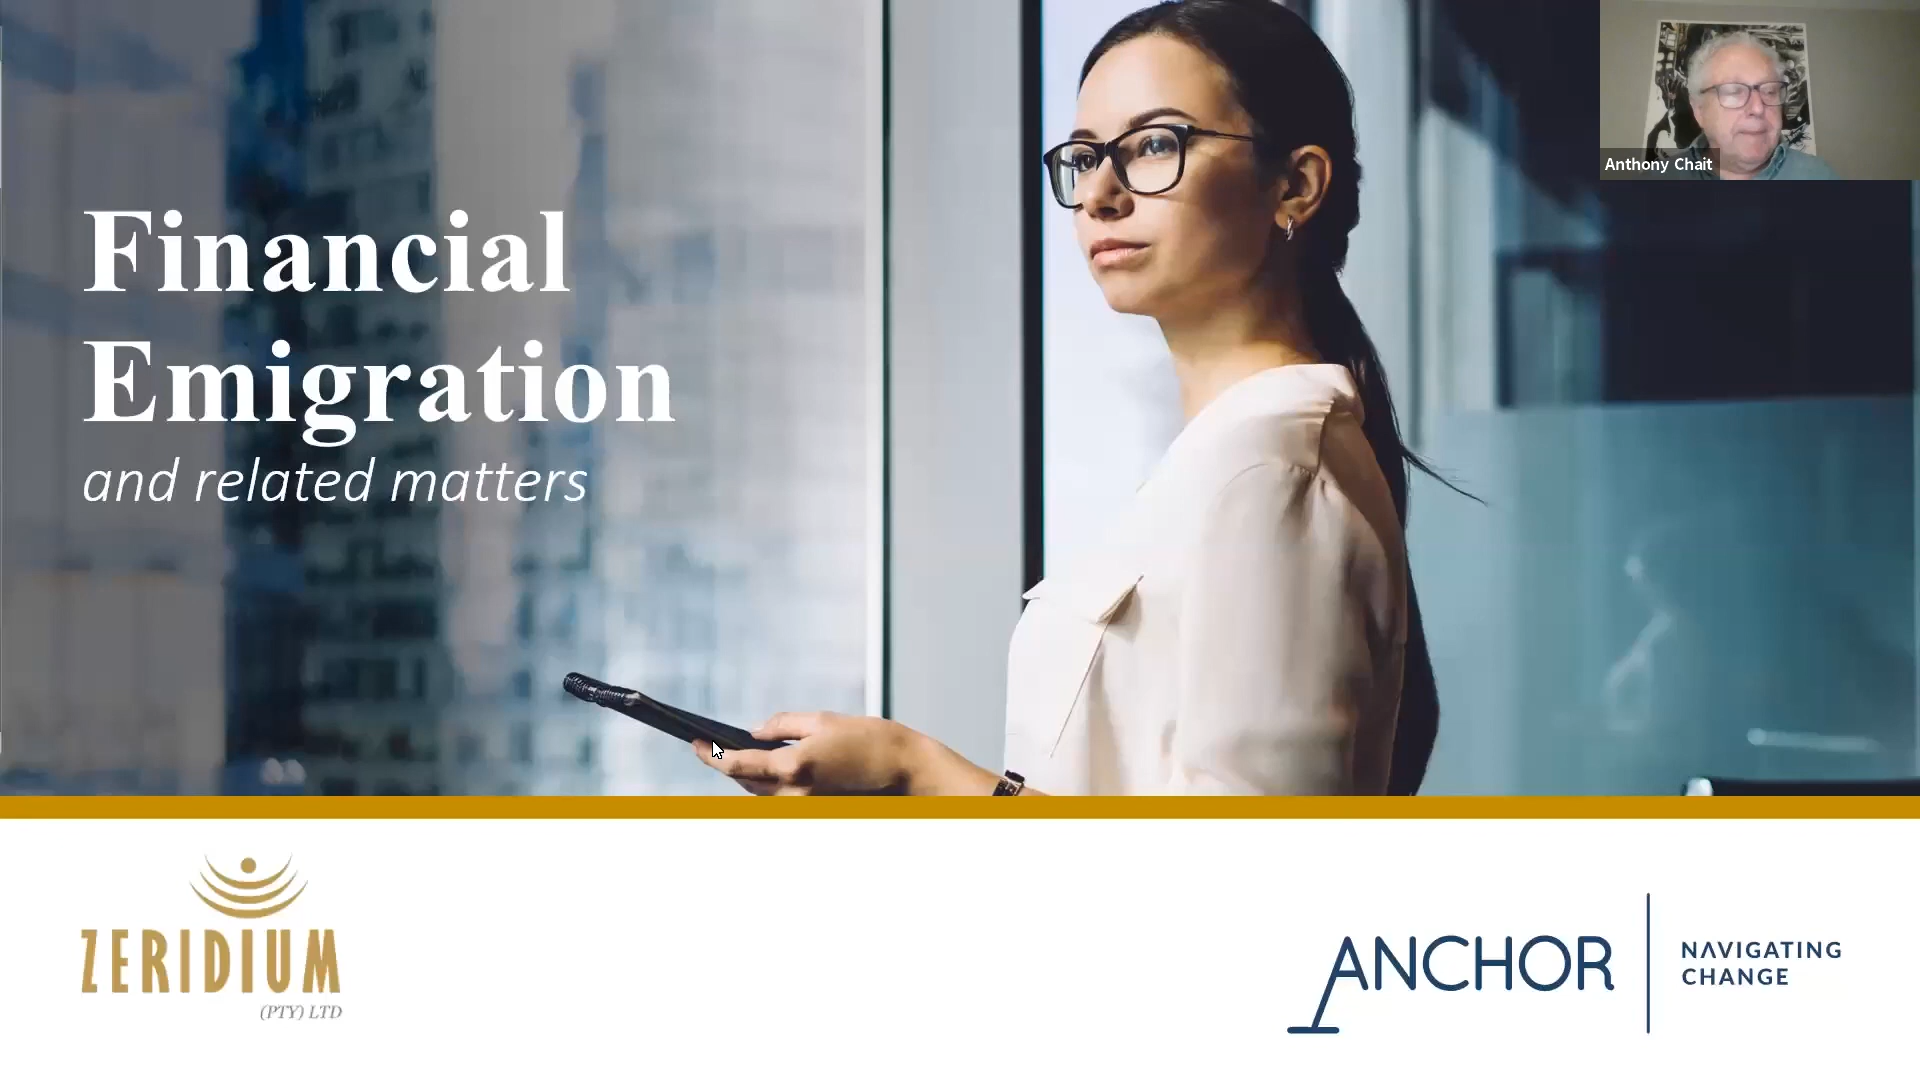 Anthony Chait
Financial
Emigration
and related matters
ZERIDIUM
(PTY) LTD
ANCHOR
NAVIGATING
CHANGE